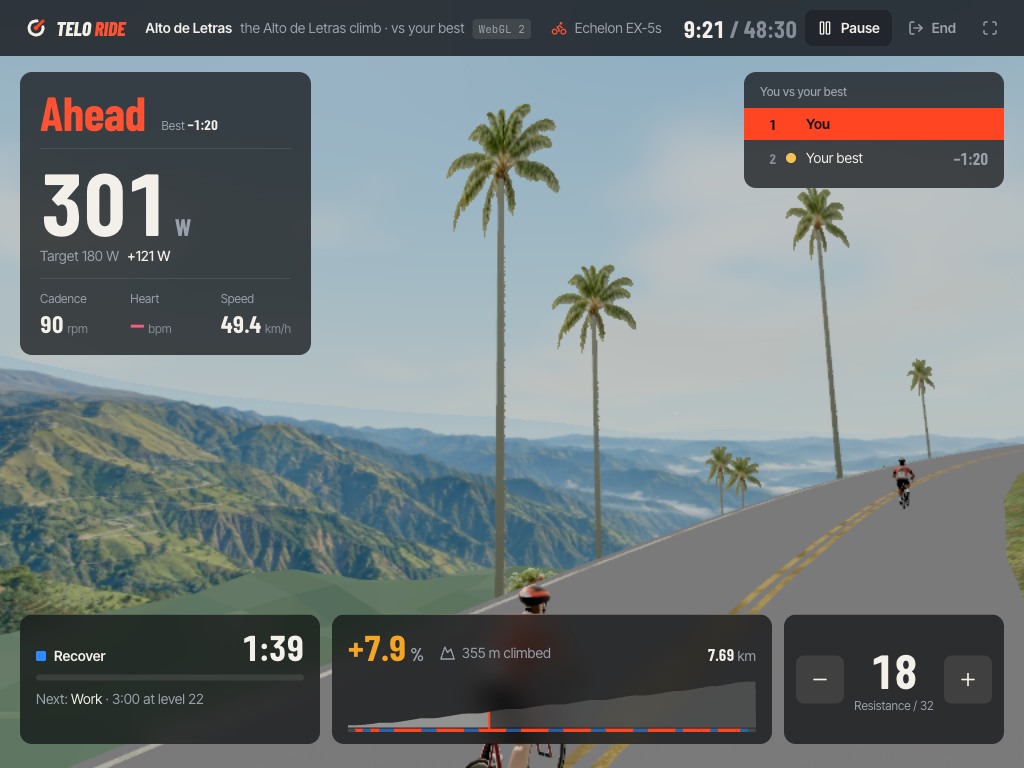 TELO RIDE
Alto de Letras the Alto de Letras climb · vs your best WebGL 2
Echelon EX-5s
9:21 / 48:30
Pause
End
Ahead Best −1:20
301 W
Target 180 W +121 W
Cadence Heart Speed
90 rpm – bpm 49.4 km/h
You vs your best
1 You
2 Your best −1:20
Recover 1:39
Next: Work · 3:00 at level 22
+7.9 % 355 m climbed 7.69 km
− 18 +
Resistance / 32